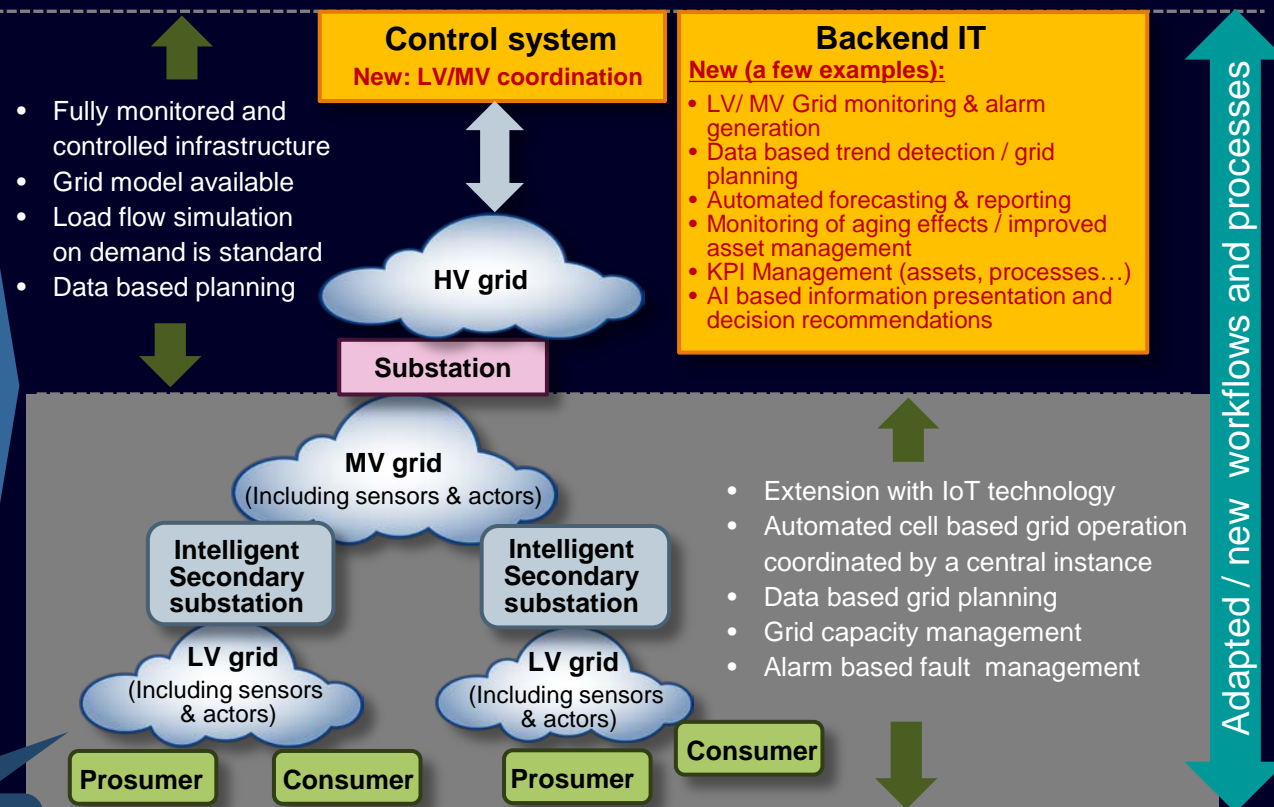 Control system
New: LV/MV coordination
Backend IT
New (a few examples):
• LV/ MV Grid monitoring & alarm
generation
• Data based trend detection / grid
planning
• Automated forecasting & reporting
• Monitoring of aging effects / improved
asset management
• KPI Management (assets, processes…)
• AI based information presentation and
decision recommendations
• Fully monitored and
controlled infrastructure
• Grid model available
• Load flow simulation
on demand is standard
• Data based planning
HV grid
Substation
MV grid
(Including sensors & actors)
Intelligent
Secondary
substation
Intelligent
Secondary
substation
LV grid
(Including sensors
& actors)
LV grid
(Including sensors
& actors)
Prosumer
Consumer
Prosumer
Consumer
• Extension with IoT technology
• Automated cell based grid operation
coordinated by a central instance
• Data based grid planning
• Grid capacity management
• Alarm based fault  management
Adapted / new  workflows and processes